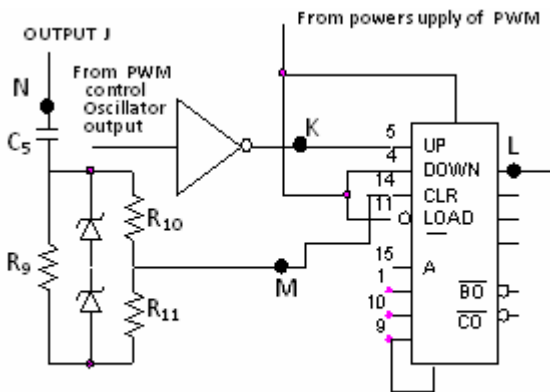 From powers upply of PWM
OUTPUT J
From PWM
control
Oscillator
output
N
K
L
C5
5
UP
4
DOWN
14
CLR
11
LOAD
R10
R9
M
15
A
1
BO
10
CO
9
R11